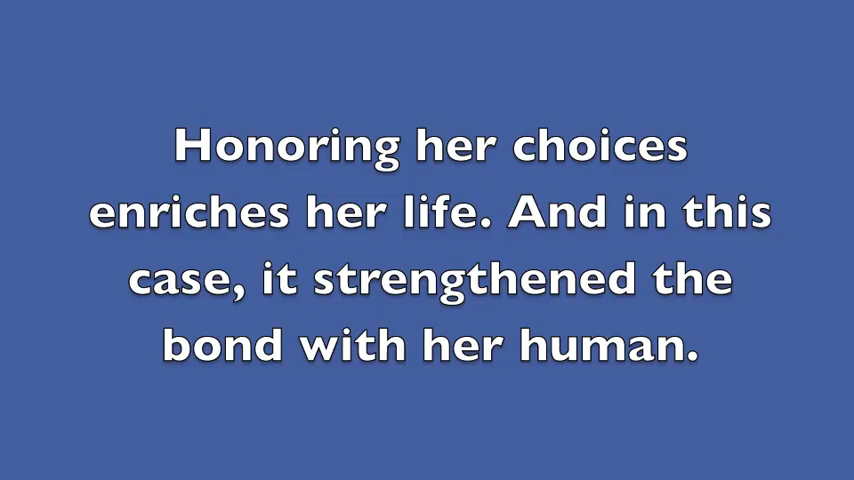 Honoring her choices
enriches her life. And in this
case, it strengthened the
bond with her human.